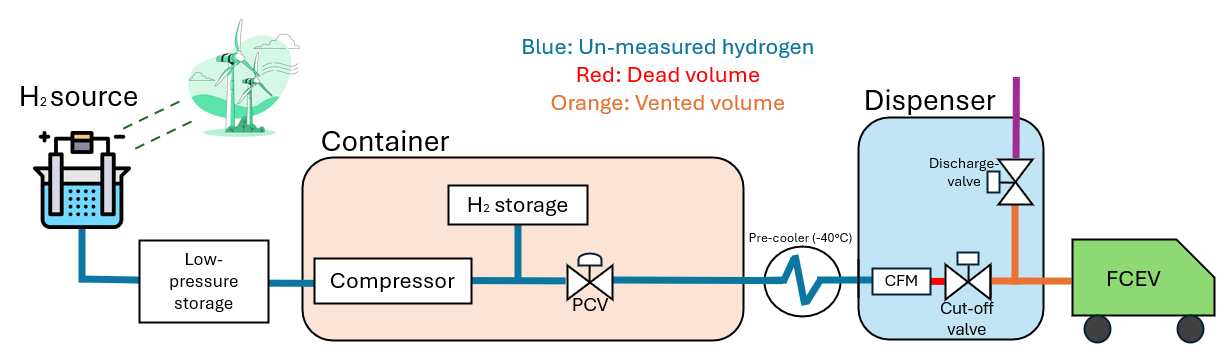 Blue: Un-measured hydrogen
Red: Dead volume
Orange: Vented volume
H₂ source
+ −
Container
Dispenser
Discharge-
valve
H₂ storage
Low-
pressure
storage
Compressor
PCV
Pre-cooler (-40°C)
CFM
Cut-off
valve
FCEV